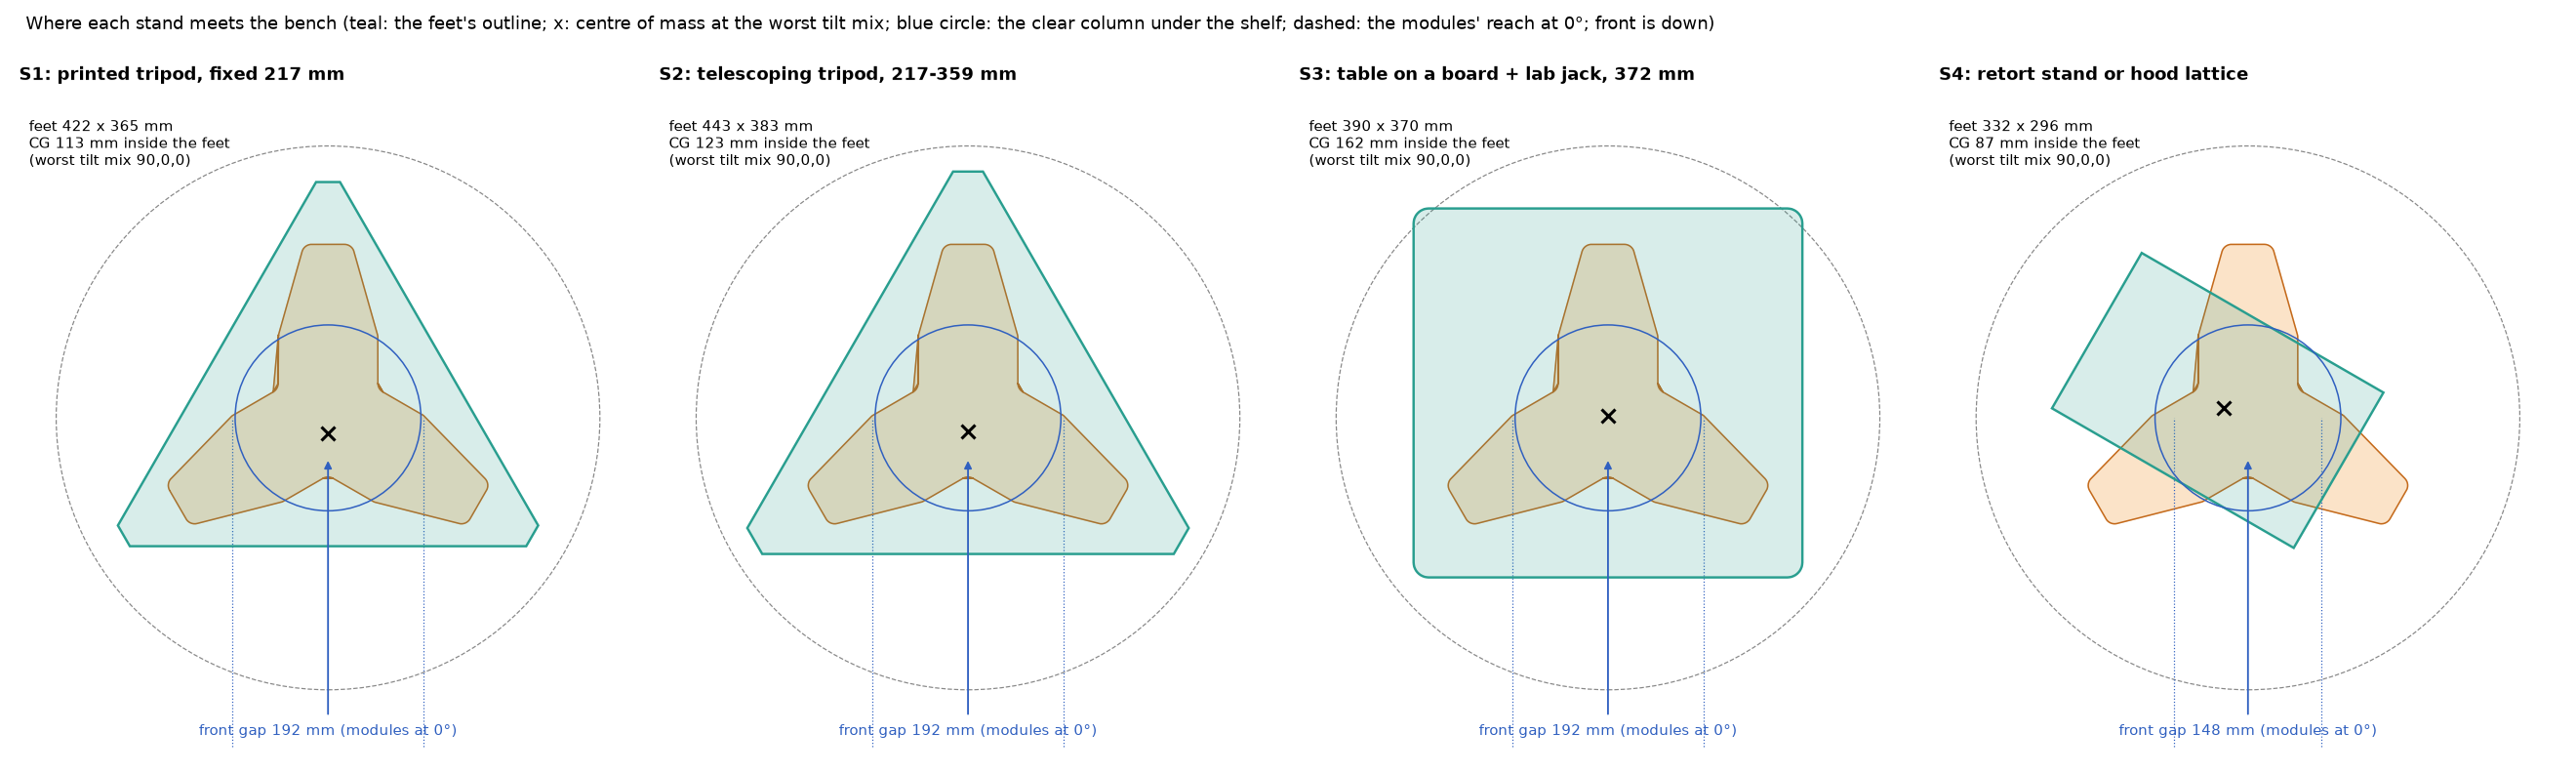 Where each stand meets the bench (teal: the feet's outline; x: centre of mass at the worst tilt mix; blue circle: the clear column under the shelf; dashed: the modules' reach at 0°; front is down)
S1: printed tripod, fixed 217 mm
feet 422 x 365 mm
CG 113 mm inside the feet
(worst tilt mix 90,0,0)
front gap 192 mm (modules at 0°)
S2: telescoping tripod, 217-359 mm
feet 443 x 383 mm
CG 123 mm inside the feet
(worst tilt mix 90,0,0)
front gap 192 mm (modules at 0°)
S3: table on a board + lab jack, 372 mm
feet 390 x 370 mm
CG 162 mm inside the feet
(worst tilt mix 90,0,0)
front gap 192 mm (modules at 0°)
S4: retort stand or hood lattice
feet 332 x 296 mm
CG 87 mm inside the feet
(worst tilt mix 90,0,0)
front gap 148 mm (modules at 0°)